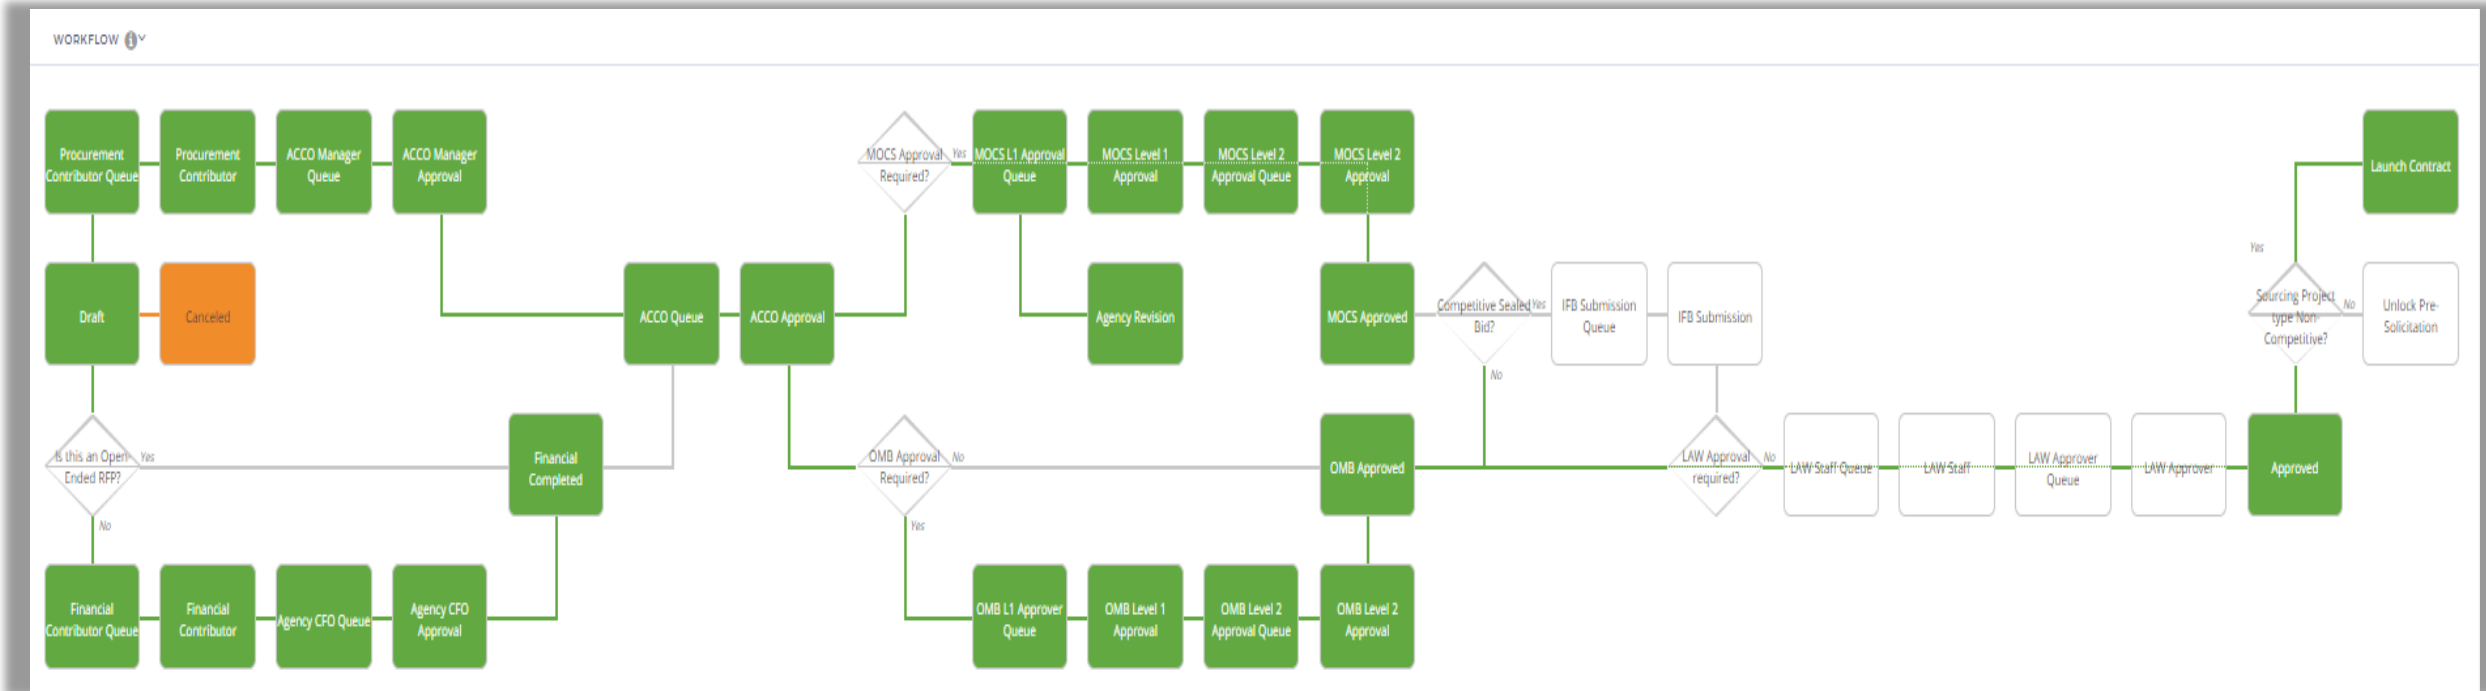 WORKFLOW
Procurement
Contributor Queue
Procurement
Contributor
ACCO Manager
Queue
ACCO Manager
Approval
MOCS Approval
Required?
Yes
MOCS L1 Approval
Queue
MOCS Level 1
Approval
MOCS Level 2
Approval Queue
MOCS Level 2
Approval
Launch Contract
Yes
Draft
Canceled
ACCO Queue
ACCO Approval
Agency Revision
MOCS Approved
Competitive Sealed
Bid?
Yes
No
IFB Submission
Queue
IFB Submission
Sourcing Project
type Non-
Competitive?
No
Unlock Pre-
Solicitation
Is this an Open-
Ended RFP?
Yes
No
Financial
Completed
OMB Approval
Required?
No
Yes
OMB Approved
LAW Approval
required?
No
LAW Staff Queue
LAW Staff
LAW Approver
Queue
LAW Approver
Approved
Financial
Contributor Queue
Financial
Contributor
Agency CFO Queue
Agency CFO
Approval
OMB L1 Approver
Queue
OMB Level 1
Approval
OMB Level 2
Approval Queue
OMB Level 2
Approval